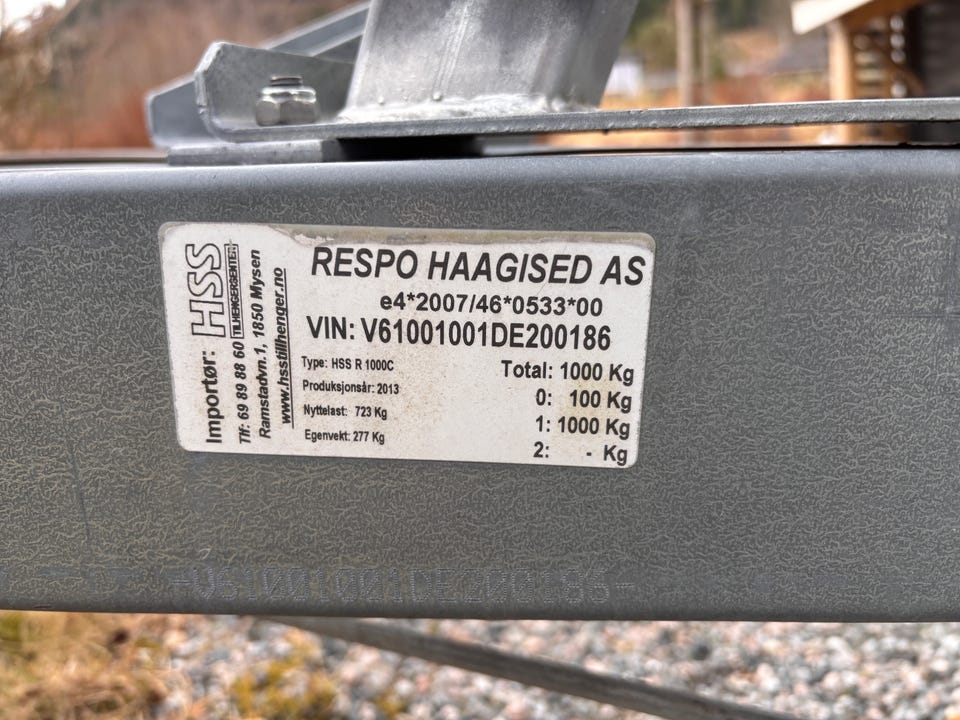 RESPO HAAGISED AS
e4*2007/46*0533*00
VIN: V61001001DE200186
Type: HSS R 1000C
Produksjonsår: 2013
Nyttelast: 723 Kg
Egenvekt: 277 Kg
Total: 1000 Kg
0: 100 Kg
1: 1000 Kg
2: - Kg
Importør: HSS
TILHENGERSENTER
Tlf: 69 89 88 60
Ramstadvn.1, 1850 Mysen
www.hsstilhenger.no
*V61001001DE200186*